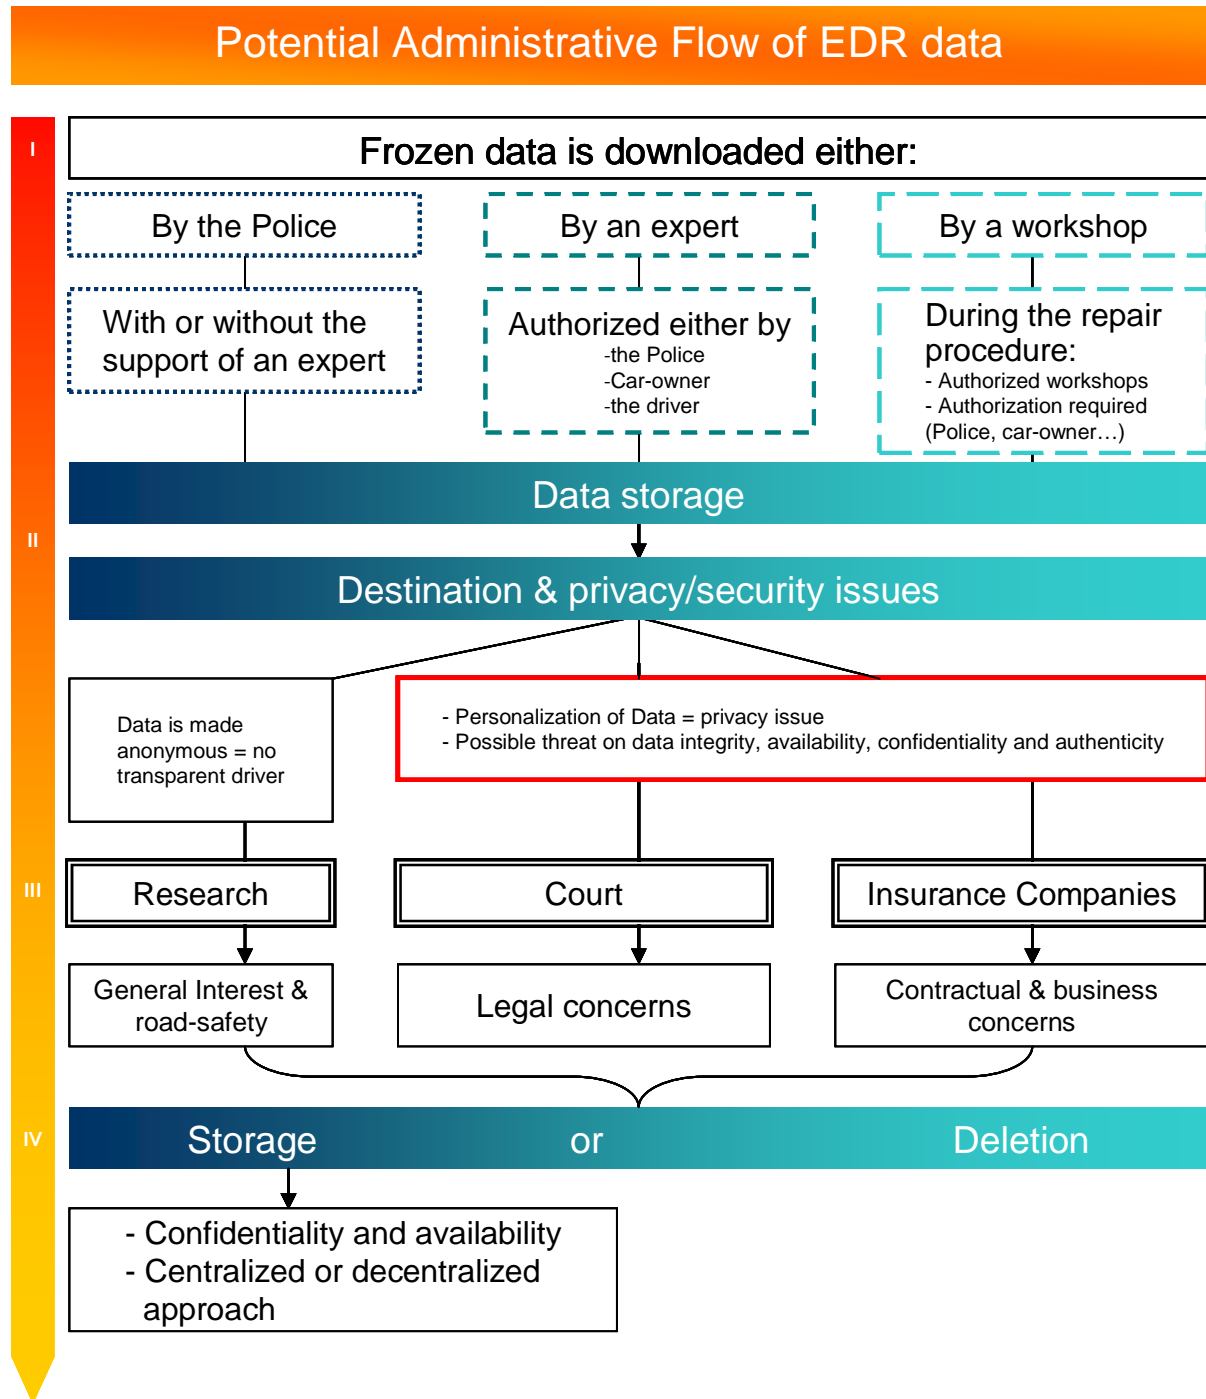 Potential Administrative Flow of EDR data
I
Frozen data is downloaded either:
By the Police
By an expert
By a workshop
With or without the
support of an expert
Authorized either by
-the Police
-Car-owner
-the driver
During the repair
procedure:
- Authorized workshops
- Authorization required
(Police, car-owner…)
Data storage
II
Destination & privacy/security issues
Data is made
anonymous = no
transparent driver
- Personalization of Data = privacy issue
- Possible threat on data integrity, availability, confidentiality and authenticity
III
Research
Court
Insurance Companies
General Interest &
road-safety
Legal concerns
Contractual & business
concerns
IV
Storage or Deletion
- Confidentiality and availability
- Centralized or decentralized
approach